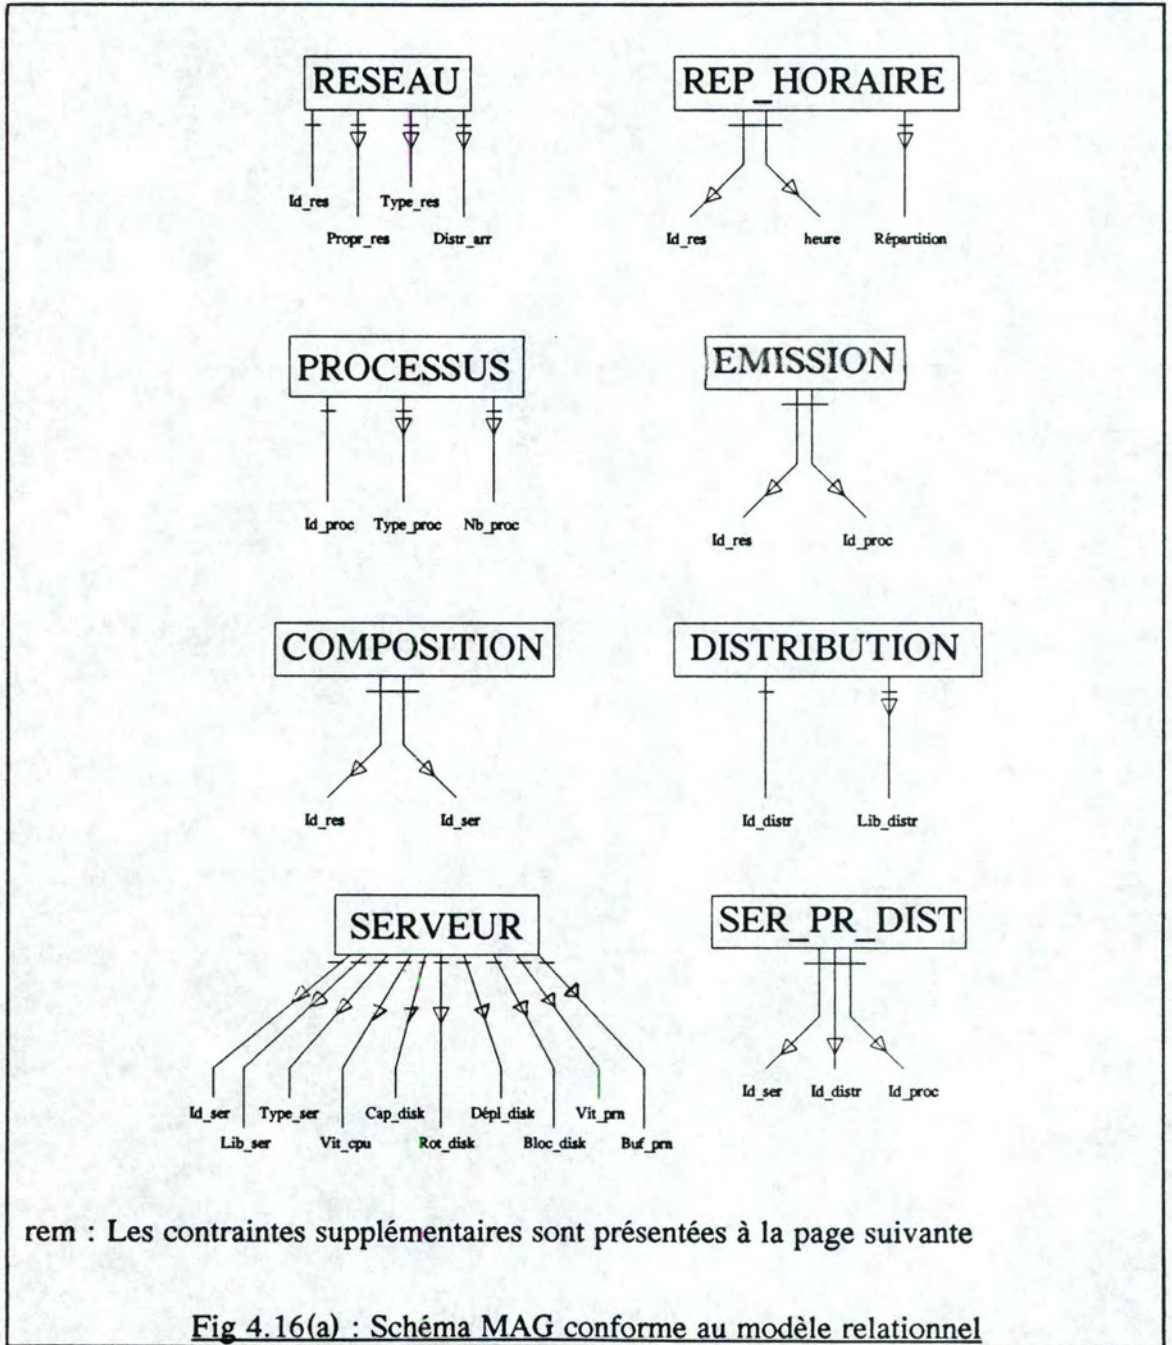 RESEAU
Id_res
Type_res
Propr_res
Distr_arr
REP_HORAIRE
Id_res
heure
Répartition
PROCESSUS
Id_proc
Type_proc
Nb_proc
EMISSION
Id_res
Id_proc
COMPOSITION
Id_res
Id_ser
DISTRIBUTION
Id_distr
Lib_distr
SERVEUR
Id_ser
Type_ser
Cap_disk
Dépl_disk
Vit_prn
Lib_ser
Vit_cpu
Rot_disk
Bloc_disk
Buf_prn
SER_PR_DIST
Id_ser
Id_distr
Id_proc
rem : Les contraintes supplémentaires sont présentées à la page suivante
Fig 4.16(a) : Schéma MAG conforme au modèle relationnel